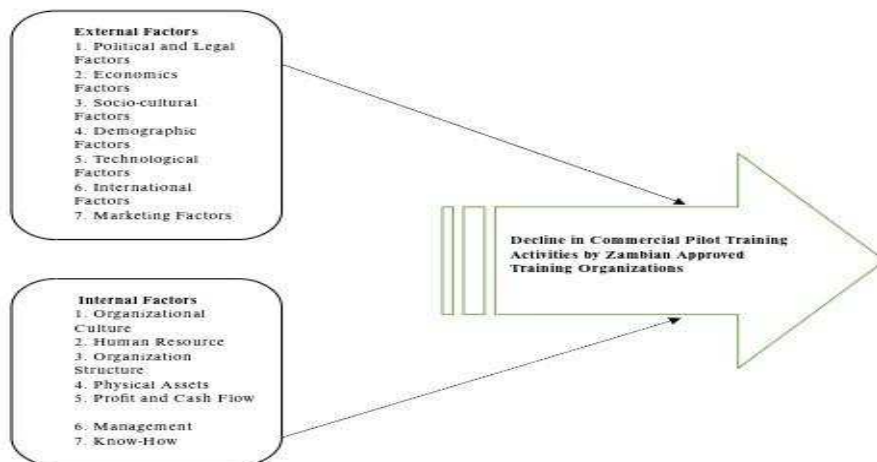 External Factors
1. Political and Legal
Factors
2. Economics
Factors
3. Socio-cultural
Factors
4. Demographic
Factors
5. Technological
Factors
6. International
Factors
7. Marketing Factors
Decline in Commercial Pilot Training
Activities by Zambian Approved
Training Organizations
Internal Factors
1. Organizational
Culture
2. Human Resource
3. Organization
Structure
4. Physical Assets
5. Profit and Cash Flow
6. Management
7. Know-How